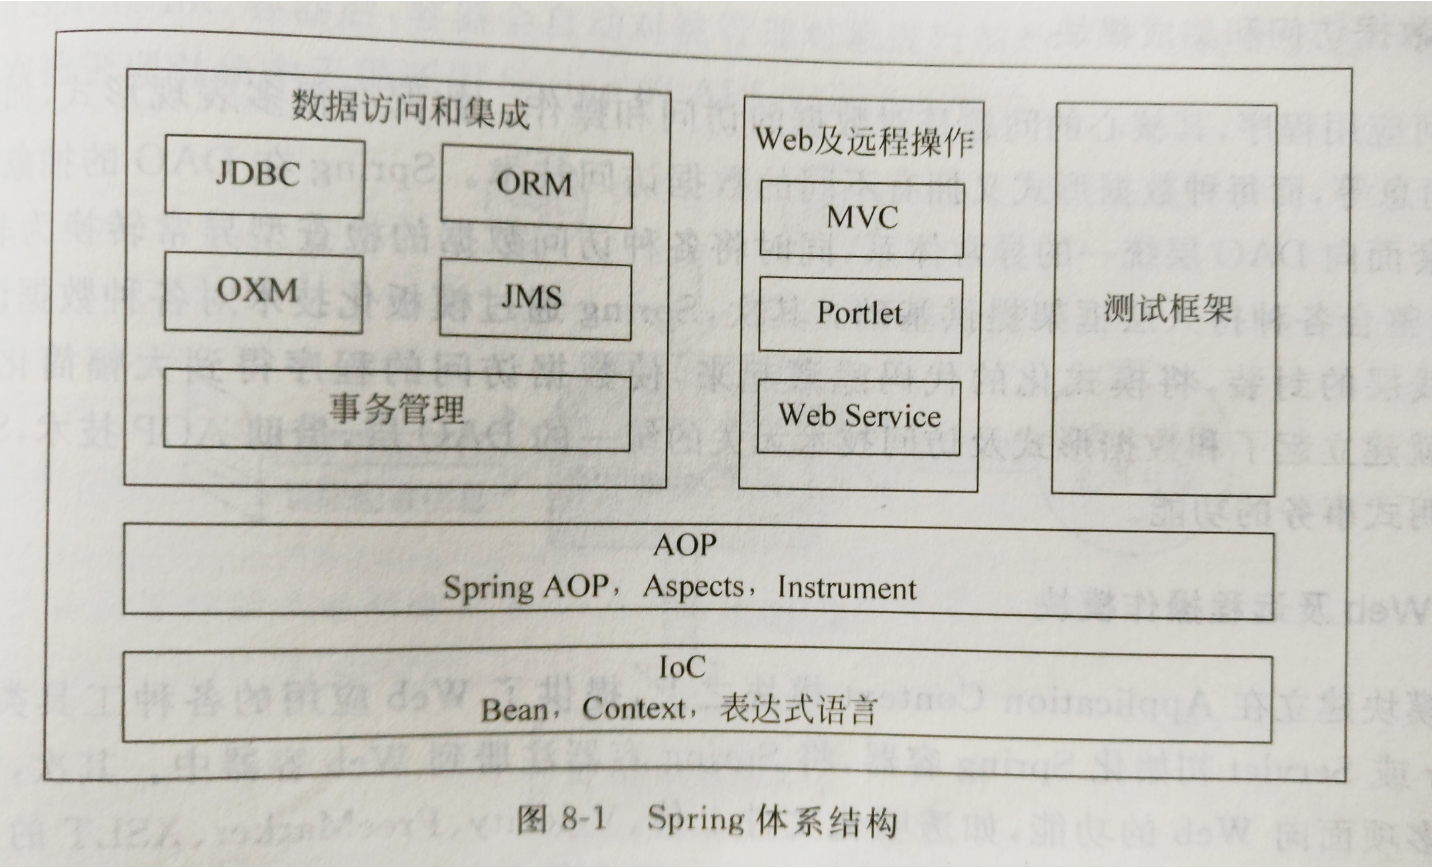 数据访问和集成
JDBC
ORM
OXM
JMS
事务管理
Web及远程操作
MVC
Portlet
Web Service
测试框架
AOP
Spring AOP，Aspects，Instrument
IoC
Bean，Context，表达式语言
图 8-1 Spring 体系结构